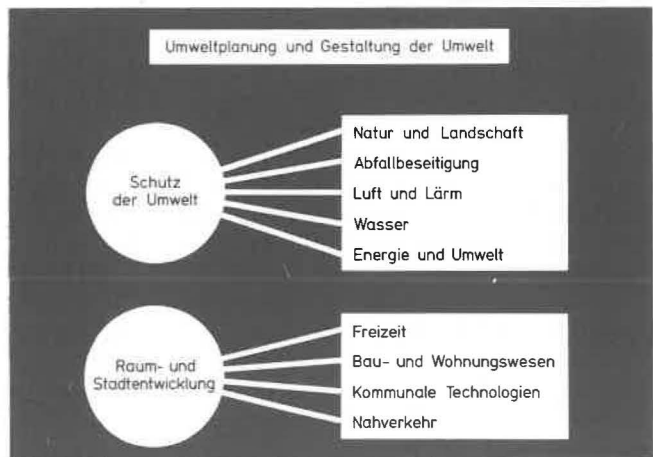 Umweltplanung und Gestaltung der Umwelt
Schutz
der Umwelt
Natur und Landschaft
Abfallbeseitigung
Luft und Lärm
Wasser
Energie und Umwelt
Raum- und
Stadtentwicklung
Freizeit
Bau- und Wohnungswesen
Kommunale Technologien
Nahverkehr